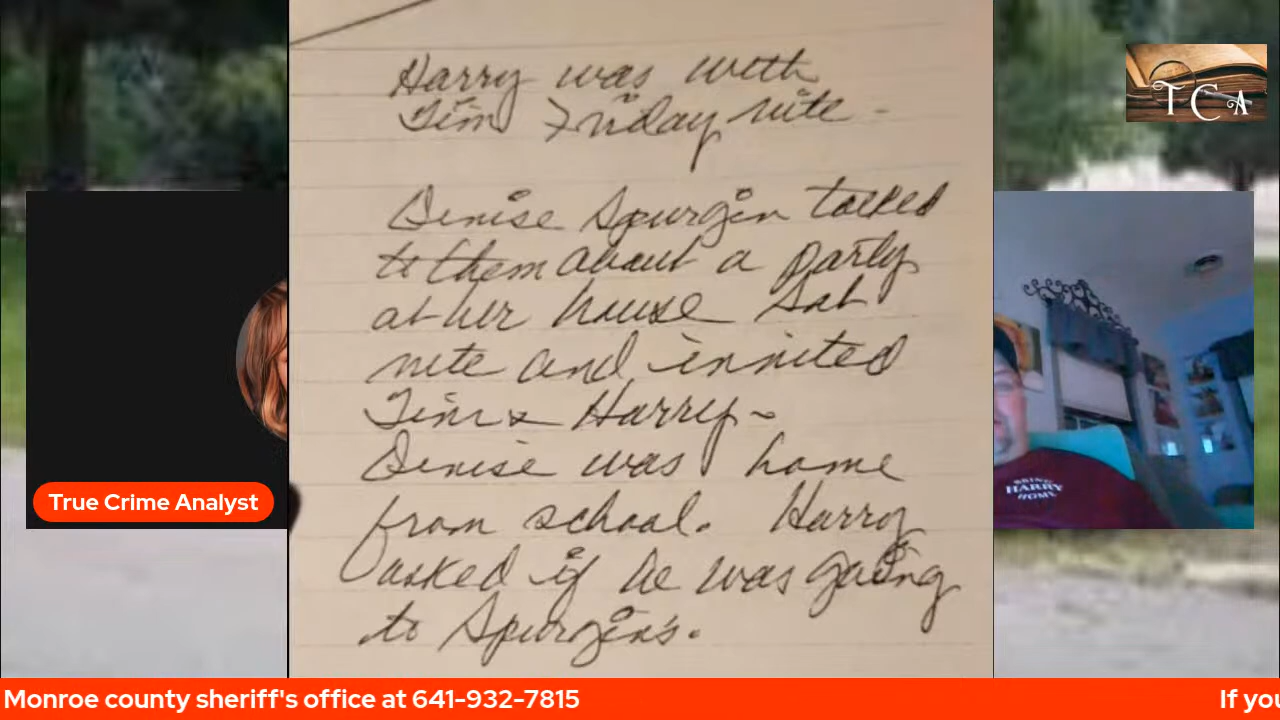 Harry was with
Tim Friday nite -
Denise Spurgin talked
to them about a party
at her house Sat
nite and invited
Tim & Harry -
Denise was home
from school. Harry
asked if he was going
to Spurgin's.
TCA
True Crime Analyst
BRING
HARRY
HOME
Monroe county sheriff's office at 641-932-7815
If you